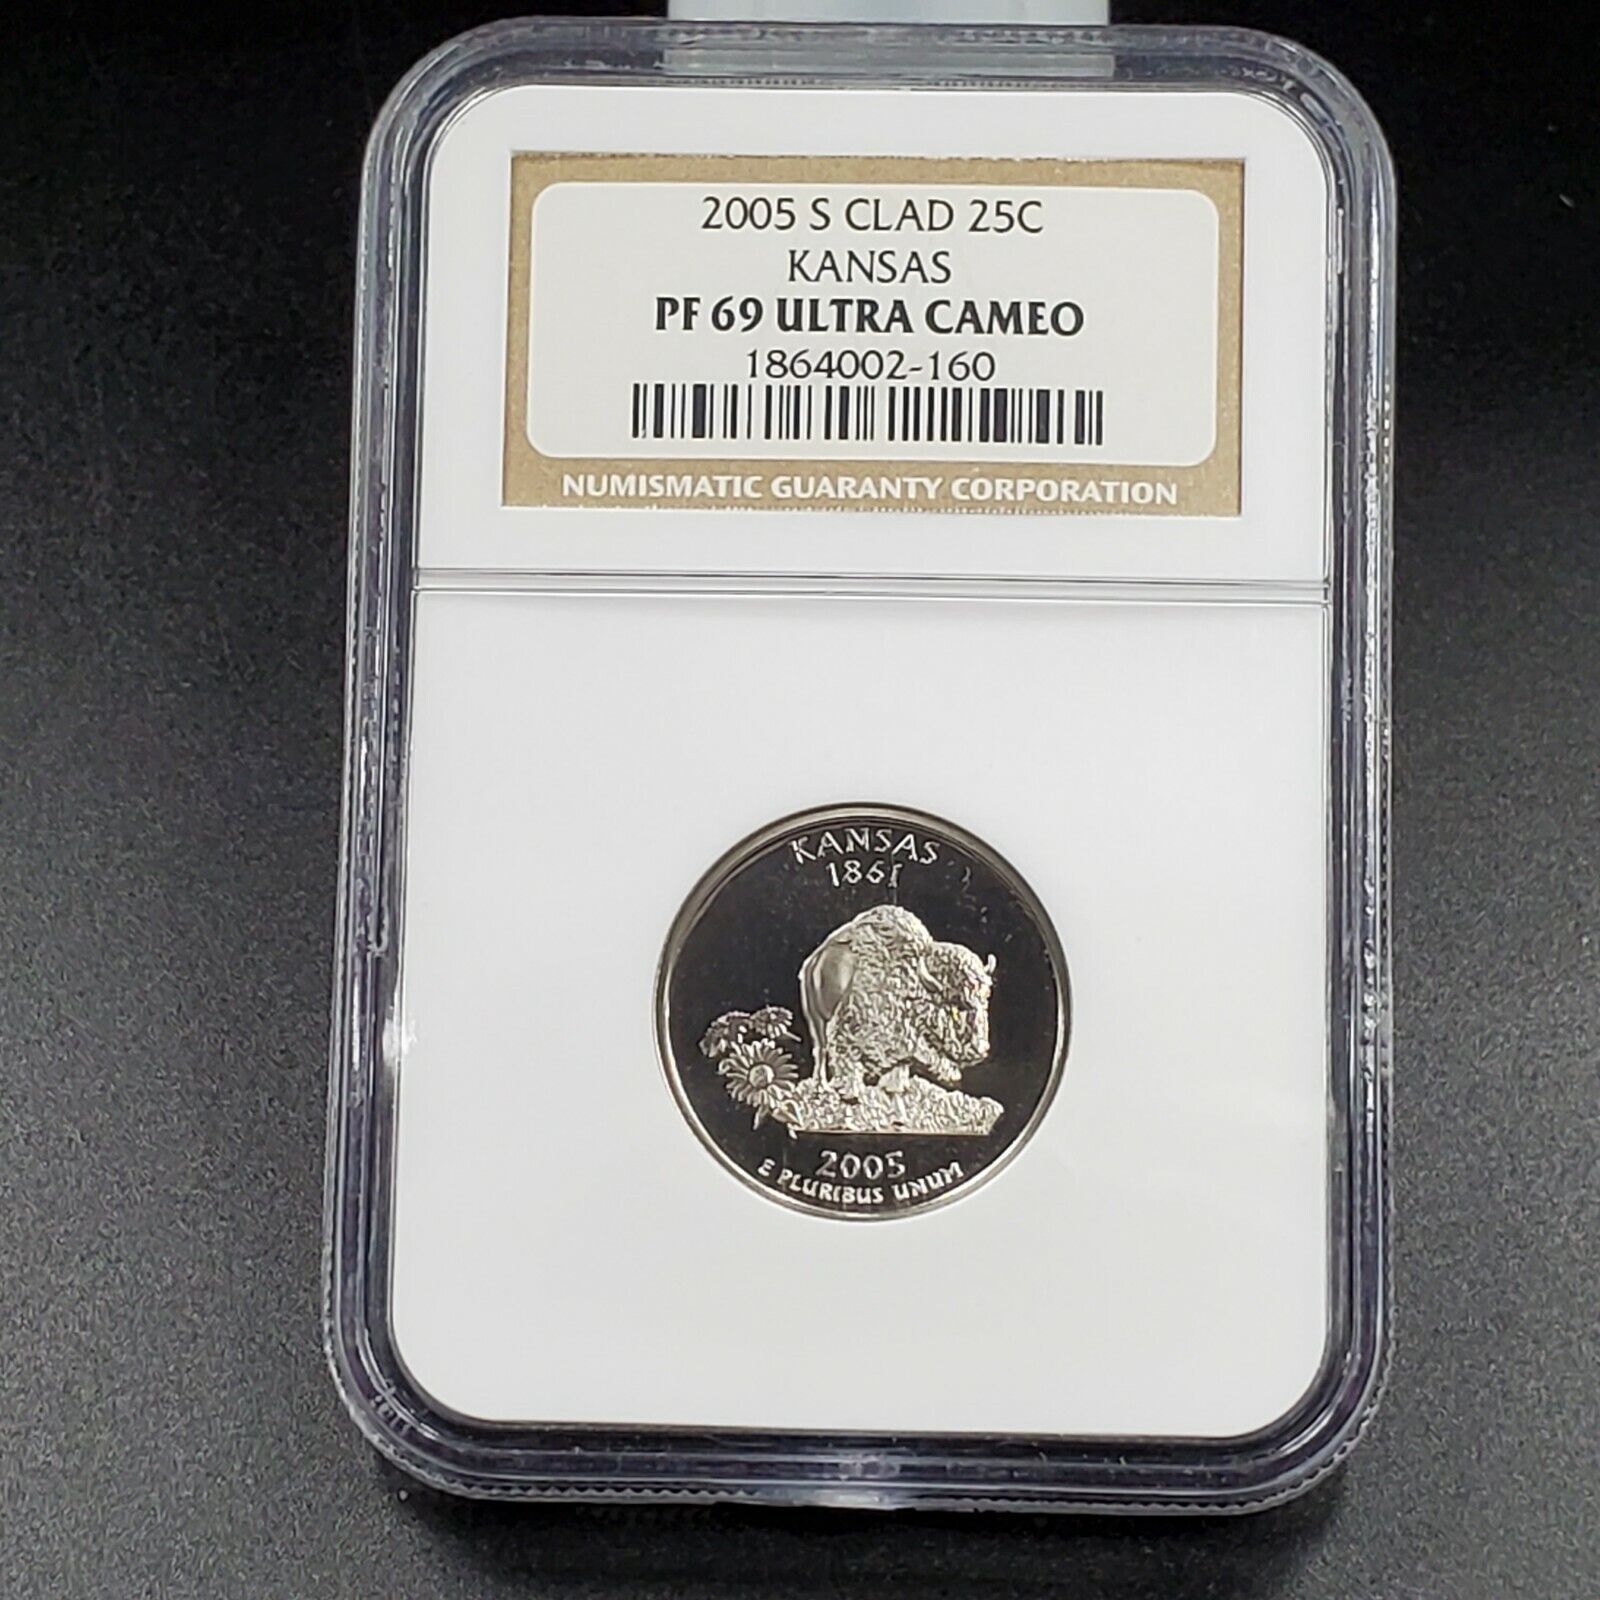 2005 S CLAD 25C
KANSAS
PF 69 ULTRA CAMEO
1864002-160
NUMISMATIC GUARANTY CORPORATION
KANSAS
1861
2005
E PLURIBUS UNUM